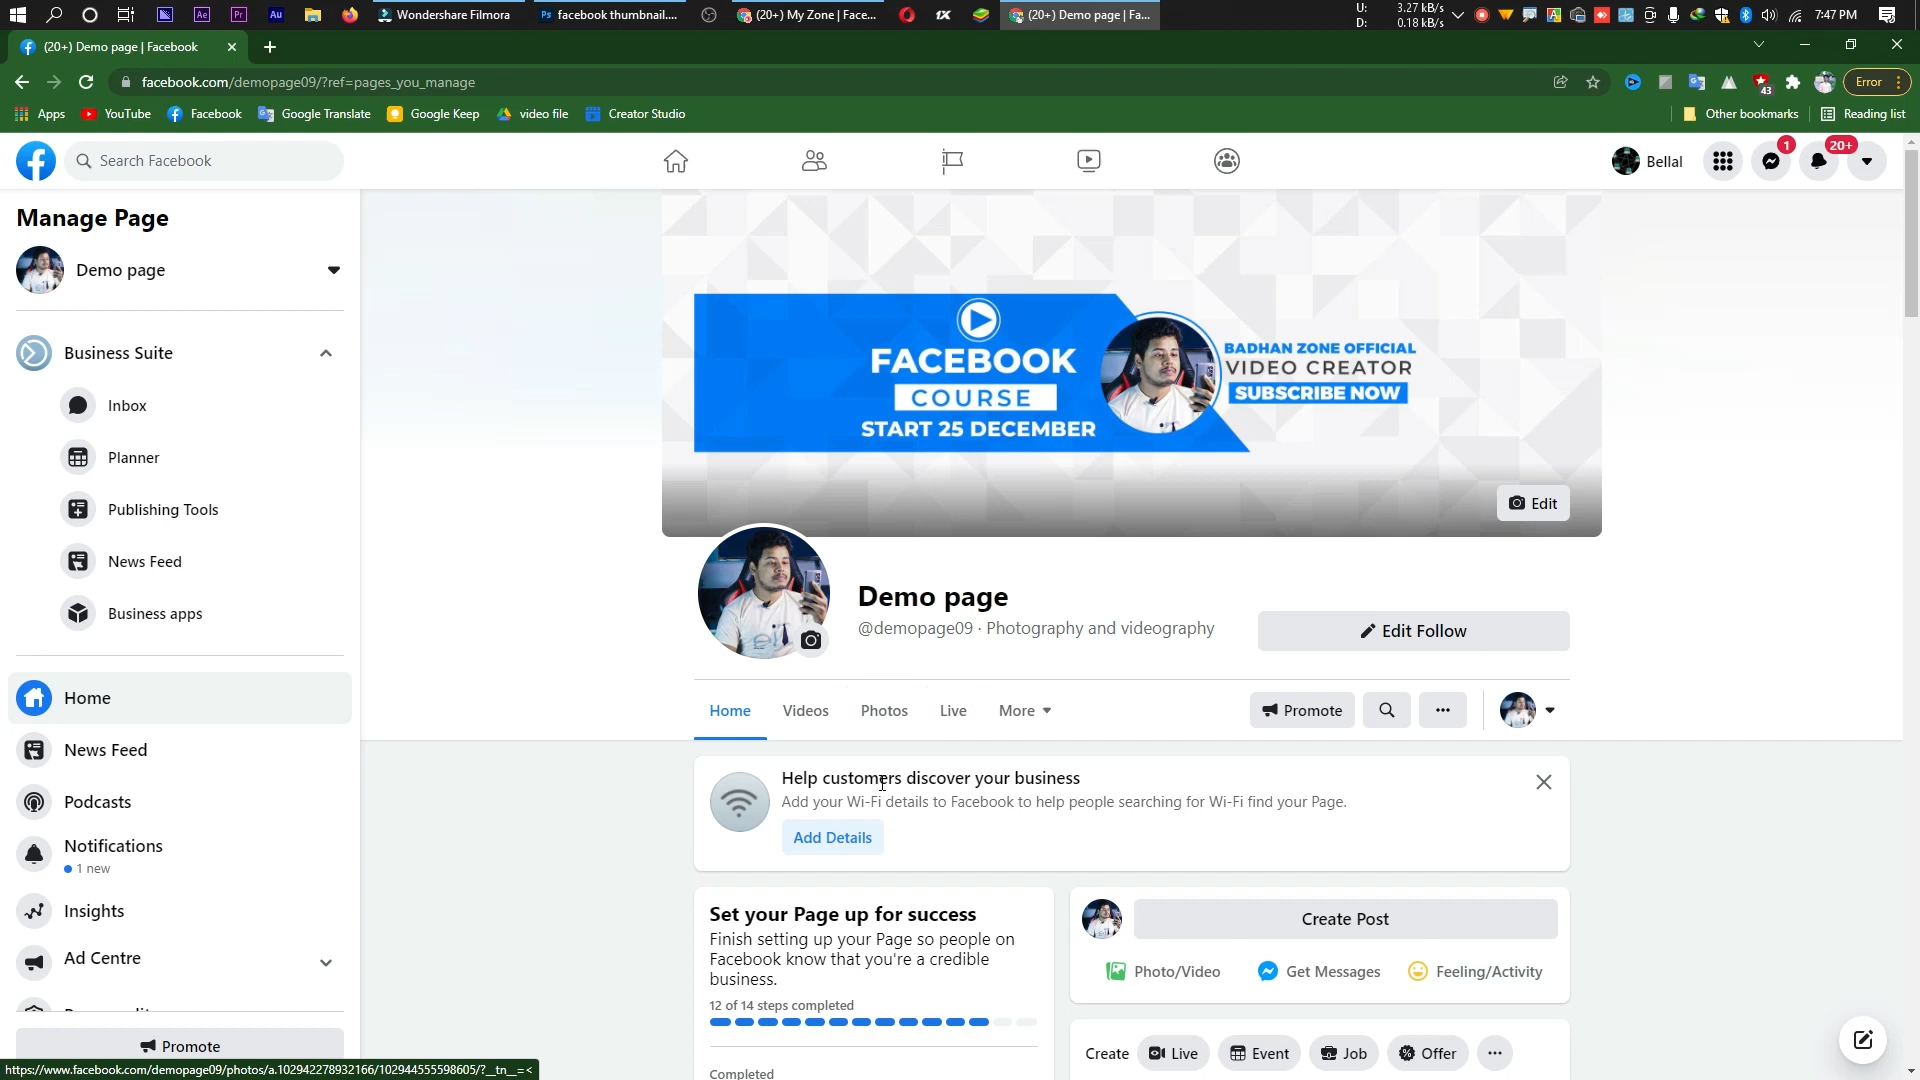 Wondershare Filmora
facebook thumbnail....
(20+) My Zone | Face...
1X
(20+) Demo page | Fa...
U: 3.27 kB/s
D: 0.18 kB/s
7:47 PM
(20+) Demo page | Facebook
facebook.com/demopage09/?ref=pages_you_manage
43
Error
Apps
YouTube
Facebook
Google Translate
Google Keep
video file
Creator Studio
Other bookmarks
Reading list
Search Facebook
Bellal
1
20+
Manage Page
Demo page
Business Suite
Inbox
Planner
Publishing Tools
News Feed
Business apps
Home
News Feed
Podcasts
Notifications
1 new
Insights
Ad Centre
Promote
FACEBOOK
COURSE
START 25 DECEMBER
BADHAN ZONE OFFICIAL
VIDEO CREATOR
SUBSCRIBE NOW
Edit
Demo page
@demopage09 · Photography and videography
Edit Follow
Home
Videos
Photos
Live
More
Promote
Help customers discover your business
Add your Wi-Fi details to Facebook to help people searching for Wi-Fi find your Page.
Add Details
Set your Page up for success
Finish setting up your Page so people on
Facebook know that you're a credible
business.
12 of 14 steps completed
Completed
Create Post
Photo/Video
Get Messages
Feeling/Activity
Create
Live
Event
Job
Offer
https://www.facebook.com/demopage09/photos/a.102942278932166/102944555598605/?__tn__=<